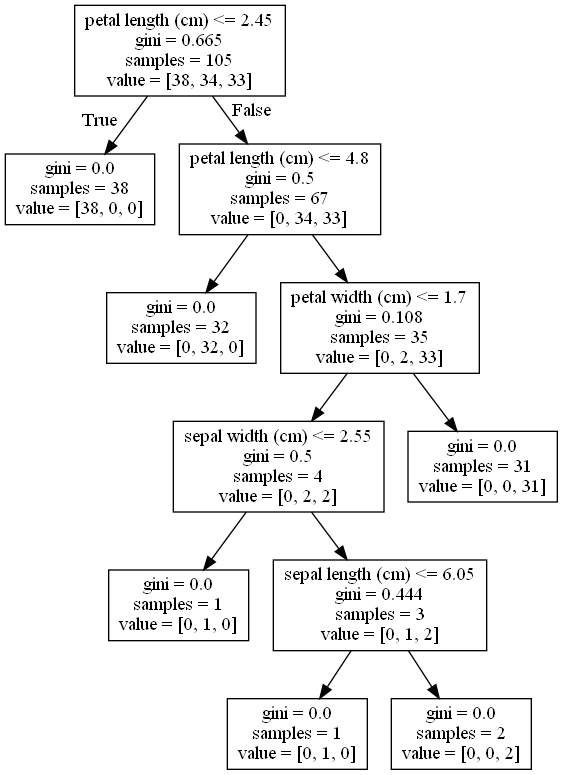 petal length (cm) <= 2.45
gini = 0.665
samples = 105
value = [38, 34, 33]
True
False
gini = 0.0
samples = 38
value = [38, 0, 0]
petal length (cm) <= 4.8
gini = 0.5
samples = 67
value = [0, 34, 33]
gini = 0.0
samples = 32
value = [0, 32, 0]
petal width (cm) <= 1.7
gini = 0.108
samples = 35
value = [0, 2, 33]
sepal width (cm) <= 2.55
gini = 0.5
samples = 4
value = [0, 2, 2]
gini = 0.0
samples = 31
value = [0, 0, 31]
gini = 0.0
samples = 1
value = [0, 1, 0]
sepal length (cm) <= 6.05
gini = 0.444
samples = 3
value = [0, 1, 2]
gini = 0.0
samples = 1
value = [0, 1, 0]
gini = 0.0
samples = 2
value = [0, 0, 2]